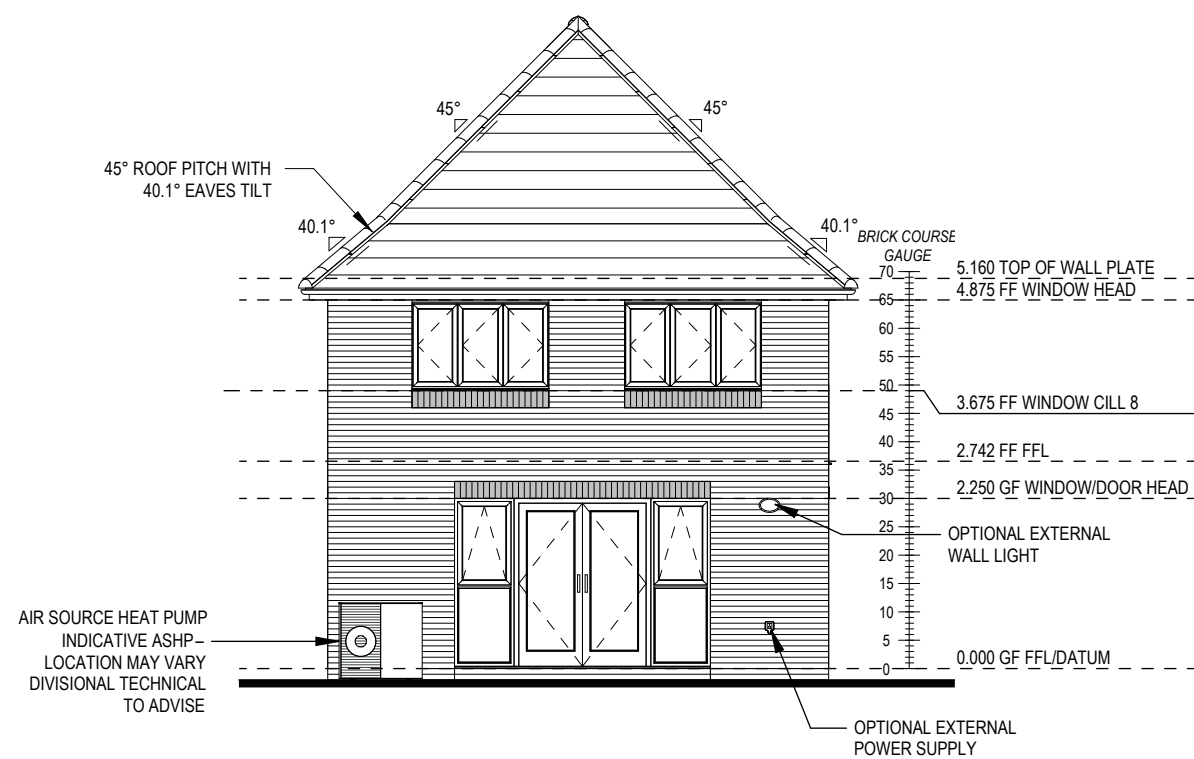 45°
45°
45° ROOF PITCH WITH
40.1° EAVES TILT
40.1°
40.1°
BRICK COURSE
GAUGE
70
65
60
55
50
45
40
35
30
25
20
15
10
5
0
5.160 TOP OF WALL PLATE
4.875 FF WINDOW HEAD
3.675 FF WINDOW CILL 8
2.742 FF FFL
2.250 GF WINDOW/DOOR HEAD
OPTIONAL EXTERNAL
WALL LIGHT
AIR SOURCE HEAT PUMP
INDICATIVE ASHP–
LOCATION MAY VARY
DIVISIONAL TECHNICAL
TO ADVISE
0.000 GF FFL/DATUM
OPTIONAL EXTERNAL
POWER SUPPLY